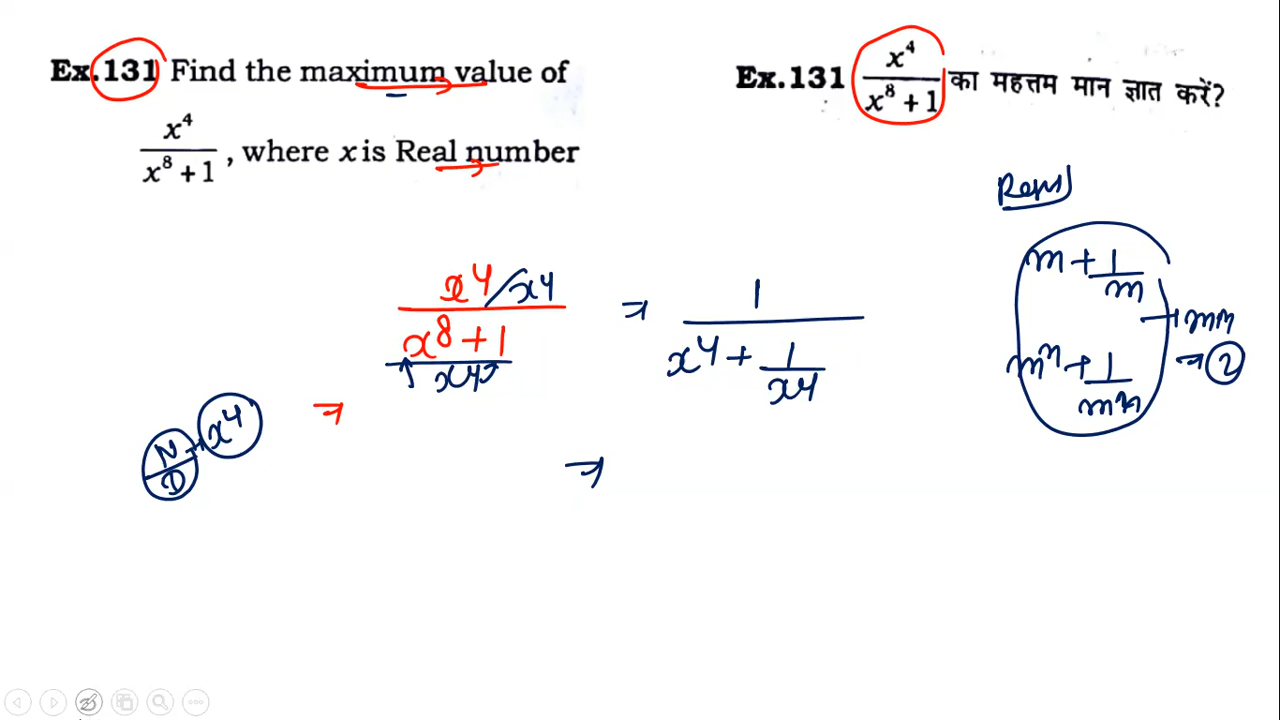 Ex.131 Find the maximum value of
x⁴/(x⁸ + 1), where x is Real number
Ex.131 x⁴/(x⁸ + 1) का महत्तम मान ज्ञात करें?
x⁴/x⁴
x⁸ + 1
x⁴
⇒ 1/(x⁴ + 1/x⁴)
m + 1/m
mⁿ + 1/mⁿ
→ 2
N/D → x⁴
⇒
⇒